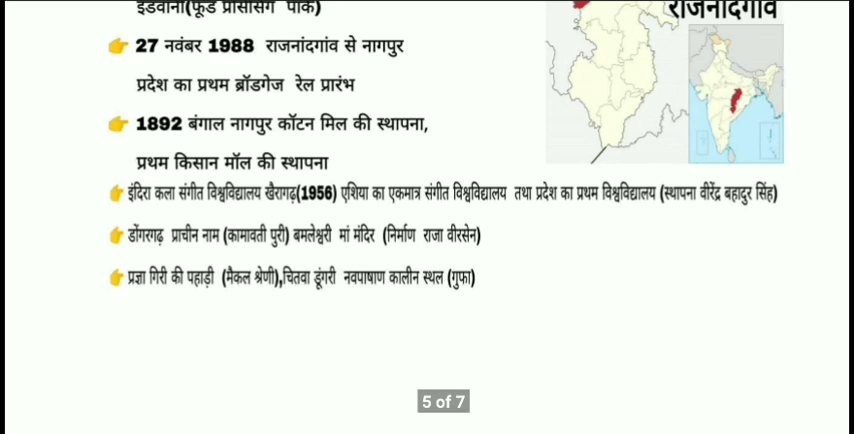 इंडवाना(फूड प्रोसेसिंग पार्क)
राजनांदगांव
27 नवंबर 1988 राजनांदगांव से नागपुर
प्रदेश का प्रथम ब्रॉडगेज रेल प्रारंभ
1892 बंगाल नागपुर कॉटन मिल की स्थापना,
प्रथम किसान मॉल की स्थापना
इंदिरा कला संगीत विश्वविद्यालय खैरागढ़(1956) एशिया का एकमात्र संगीत विश्वविद्यालय तथा प्रदेश का प्रथम विश्वविद्यालय (स्थापना वीरेंद्र बहादुर सिंह)
डोंगरगढ़ प्राचीन नाम (कामावती पुरी) बमलेश्वरी मां मंदिर (निर्माण राजा वीरसेन)
प्रज्ञा गिरी की पहाड़ी (मैकल श्रेणी),चितवा डूंगरी नवपाषाण कालीन स्थल (गुफा)
5 of 7